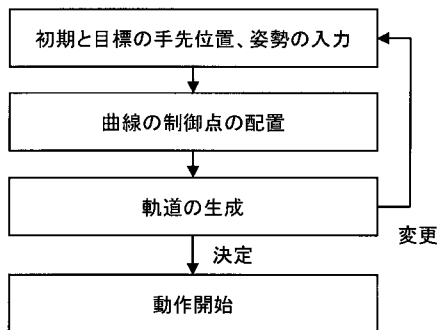 初期と目標の手先位置、姿勢の入力
曲線の制御点の配置
軌道の生成
変更
決定
動作開始